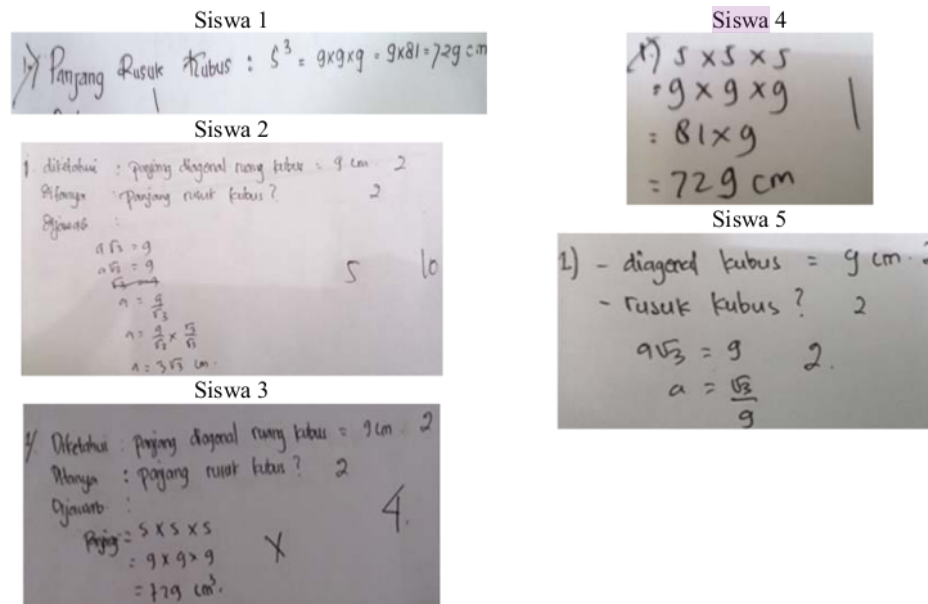 Siswa 1
1.) Panjang Rusuk Kubus : S³ = 9x9x9 = 9x81 = 729 cm
1
Siswa 2
1. diketahui : panjang diagonal ruang kubus = 9 cm. 2
Ditanya : panjang rusuk kubus? 2
Dijawab :
a√3 = 9
a√3 = 9
a = 9/√3
5 10
a = 9/√3 x √3/√3
a = 3√3 cm.
Siswa 3
1/ Diketahui : panjang diagonal ruang kubus = 9 cm 2
Ditanya : panjang rusuk kubus? 2
Dijawab :
4.
Panjang = s x s x s
= 9 x 9 x 9 X
= 729 cm³.
Siswa 4
1.) s x s x s
= 9 x 9 x 9 1
= 81 x 9
= 729 cm
Siswa 5
1) - diagonal kubus = 9 cm. 2
- rusuk kubus? 2
a√3 = 9 2.
a = √3/9